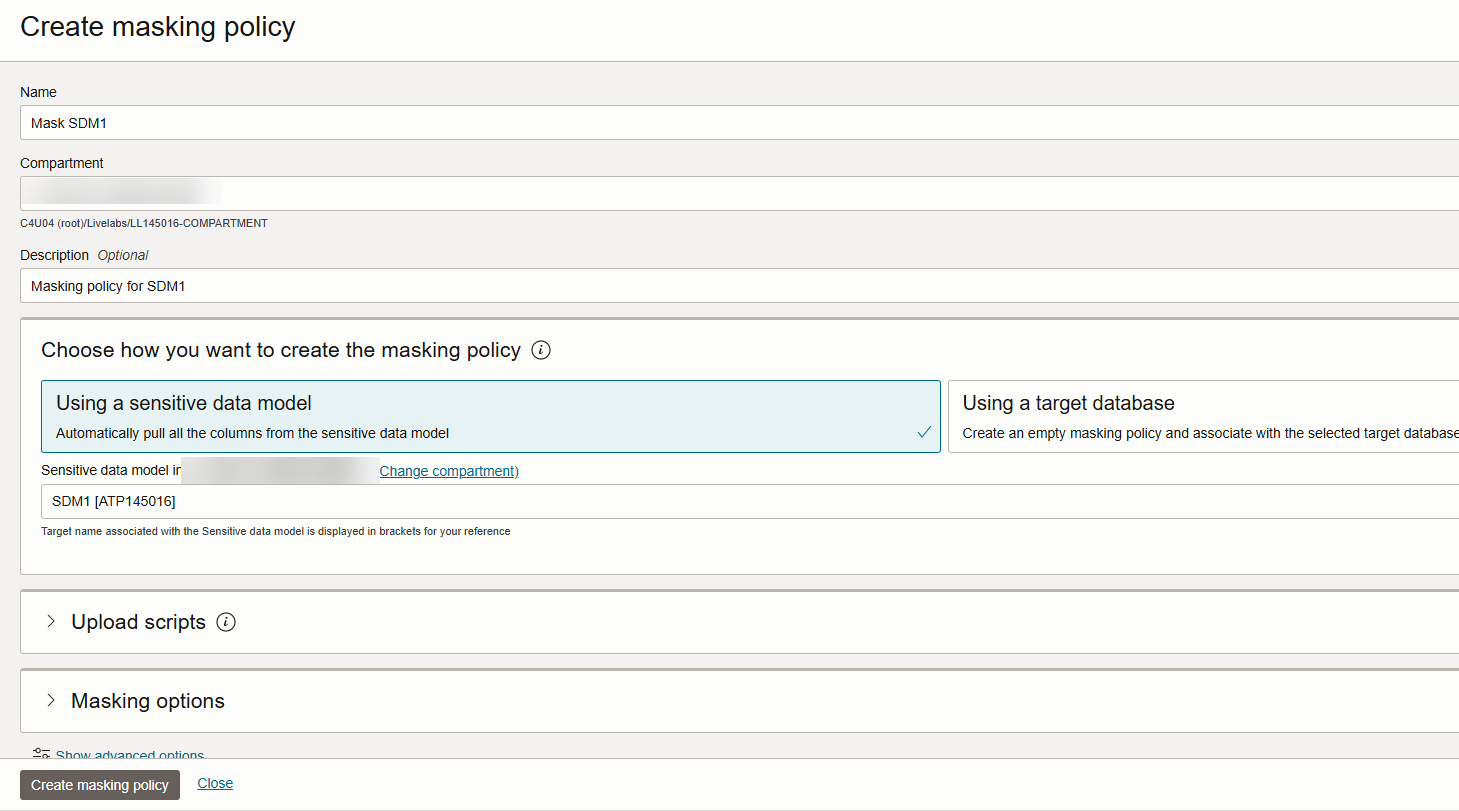 Create masking policy
Name
Mask SDM1
Compartment
C4U04 (root)/Livelabs/LL145016-COMPARTMENT
Description Optional
Masking policy for SDM1
Choose how you want to create the masking policy
Using a sensitive data model
Automatically pull all the columns from the sensitive data model
Using a target database
Create an empty masking policy and associate with the selected target database
Sensitive data model in Change compartment)
SDM1 [ATP145016]
Target name associated with the Sensitive data model is displayed in brackets for your reference
Upload scripts
Masking options
Show advanced options
Create masking policy Close